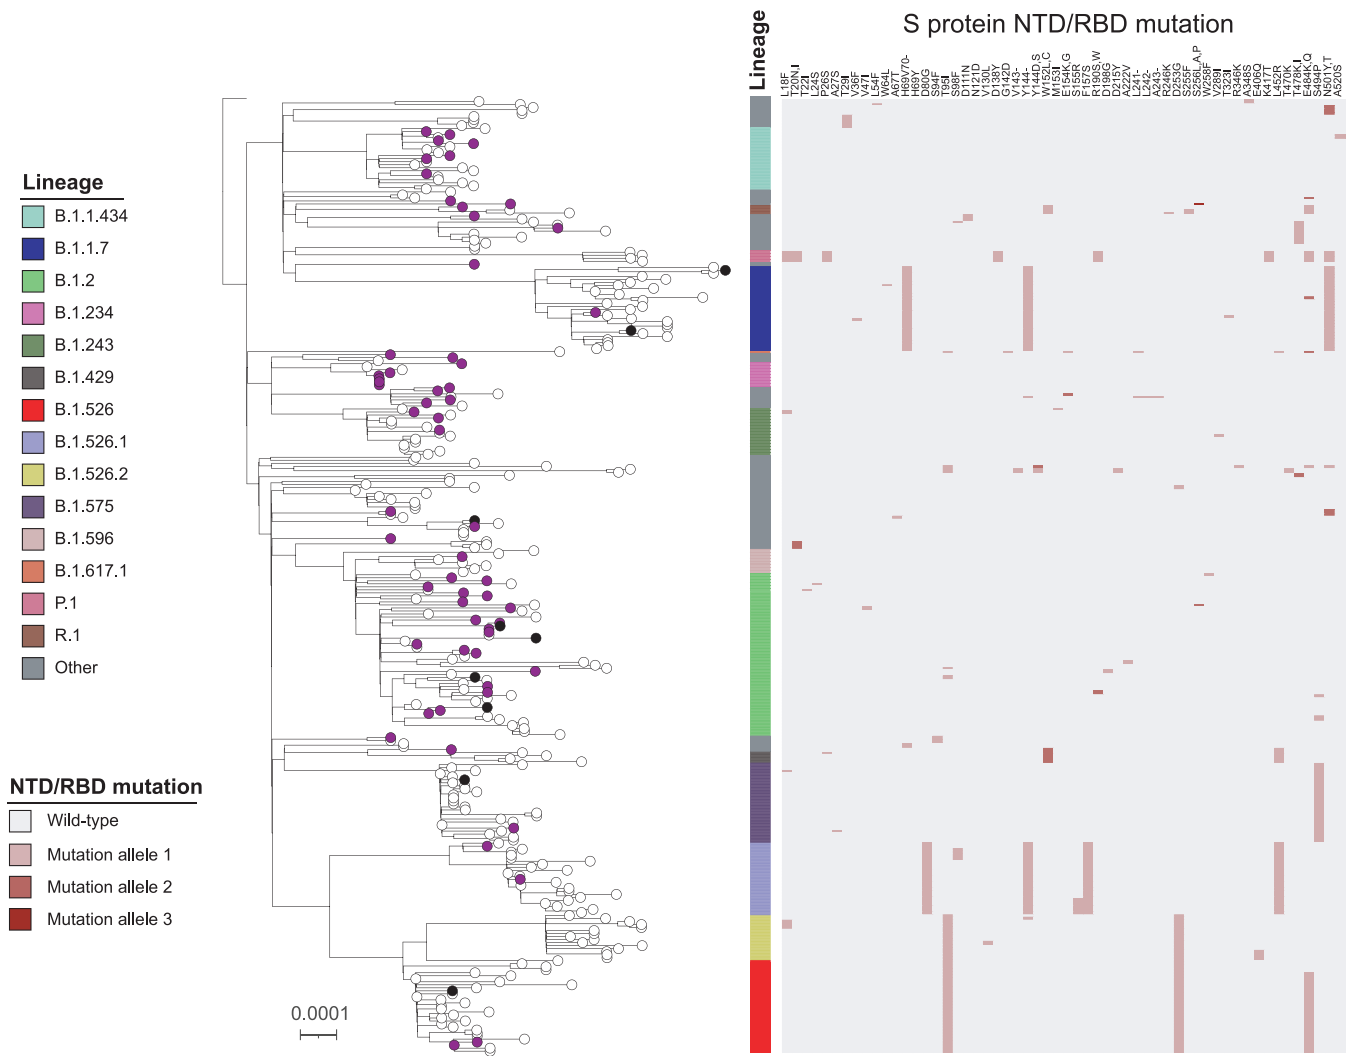 S protein NTD/RBD mutation
Lineage
L18F
T20N,I
T22I
L24S
P26S
A27S
T29I
V36F
V47I
L54F
W64L
A67T
H69V70-
H69Y
D80G
T95I
S94F
S98F
D111N
N121D
V130L
D138Y
G142D
V143-
Y144-
Y144D,S
W152L,C
M153I
E154K,G
S155R
F157S
R190S,W
D198G
D215Y
A222V
L241-
L242-
A243-
R246K
D253G
S255F
S256L,A,P
W258F
V289I
T323I
R346K
A348S
E406Q
K417T
L452R
T470K
T478K,I
E484K,Q
S494P
N501Y,T
A520S
Lineage
B.1.1.434
B.1.1.7
B.1.2
B.1.234
B.1.243
B.1.429
B.1.526
B.1.526.1
B.1.526.2
B.1.575
B.1.596
B.1.617.1
P.1
R.1
Other
NTD/RBD mutation
Wild-type
Mutation allele 1
Mutation allele 2
Mutation allele 3
0.0001